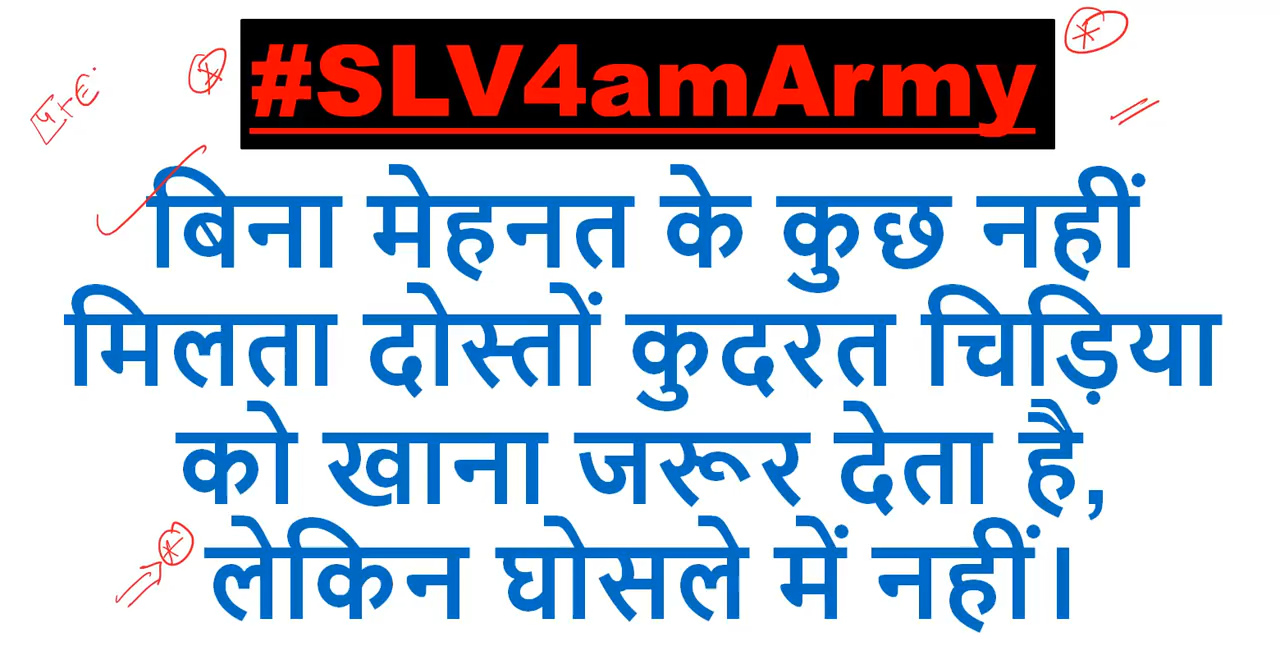 #SLV4amArmy
बिना मेहनत के कुछ नहीं
मिलता दोस्तों कुदरत चिड़िया
को खाना जरूर देता है,
लेकिन घोसले में नहीं।